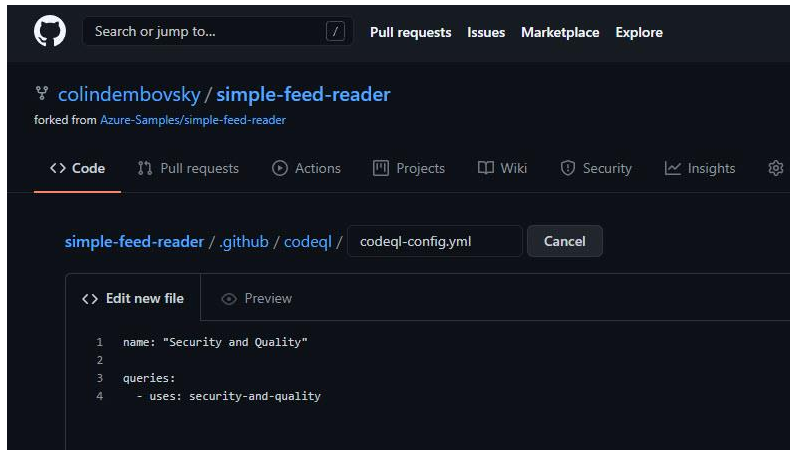 Search or jump to... / Pull requests Issues Marketplace Explore
colindembovsky / simple-feed-reader
forked from Azure-Samples/simple-feed-reader
<> Code Pull requests Actions Projects Wiki Security Insights
simple-feed-reader / .github / codeql / codeql-config.yml Cancel
<> Edit new file Preview
1 name: "Security and Quality"
2
3 queries:
4   - uses: security-and-quality